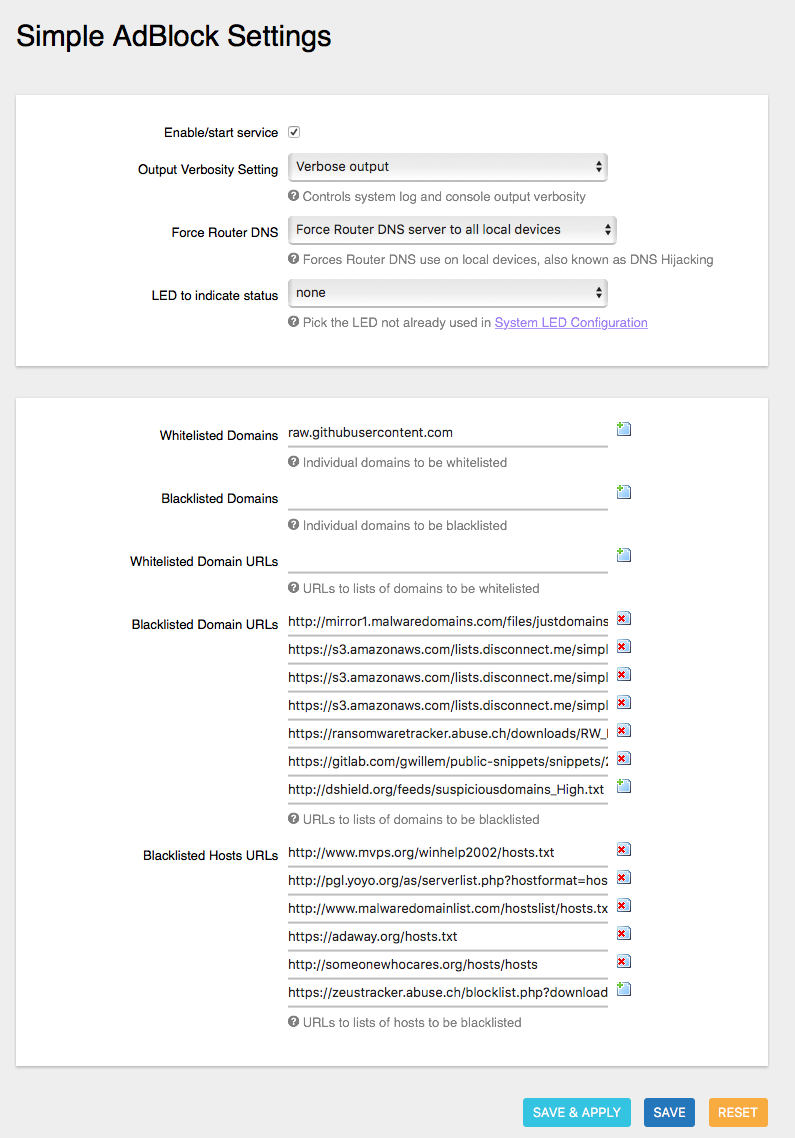 Simple AdBlock Settings
Enable/start service
Output Verbosity Setting Verbose output
Controls system log and console output verbosity
Force Router DNS Force Router DNS server to all local devices
Forces Router DNS use on local devices, also known as DNS Hijacking
LED to indicate status none
Pick the LED not already used in System LED Configuration
Whitelisted Domains raw.githubusercontent.com
Individual domains to be whitelisted
Blacklisted Domains
Individual domains to be blacklisted
Whitelisted Domain URLs
URLs to lists of domains to be whitelisted
Blacklisted Domain URLs http://mirror1.malwaredomains.com/files/justdomains
https://s3.amazonaws.com/lists.disconnect.me/simpl
https://s3.amazonaws.com/lists.disconnect.me/simpl
https://s3.amazonaws.com/lists.disconnect.me/simpl
https://ransomwaretracker.abuse.ch/downloads/RW_
https://gitlab.com/gwillem/public-snippets/snippets/2
http://dshield.org/feeds/suspiciousdomains_High.txt
URLs to lists of domains to be blacklisted
Blacklisted Hosts URLs http://www.mvps.org/winhelp2002/hosts.txt
http://pgl.yoyo.org/as/serverlist.php?hostformat=hos
http://www.malwaredomainlist.com/hostslist/hosts.tx
https://adaway.org/hosts.txt
http://someonewhocares.org/hosts/hosts
https://zeustracker.abuse.ch/blocklist.php?download
URLs to lists of hosts to be blacklisted
SAVE & APPLY SAVE RESET